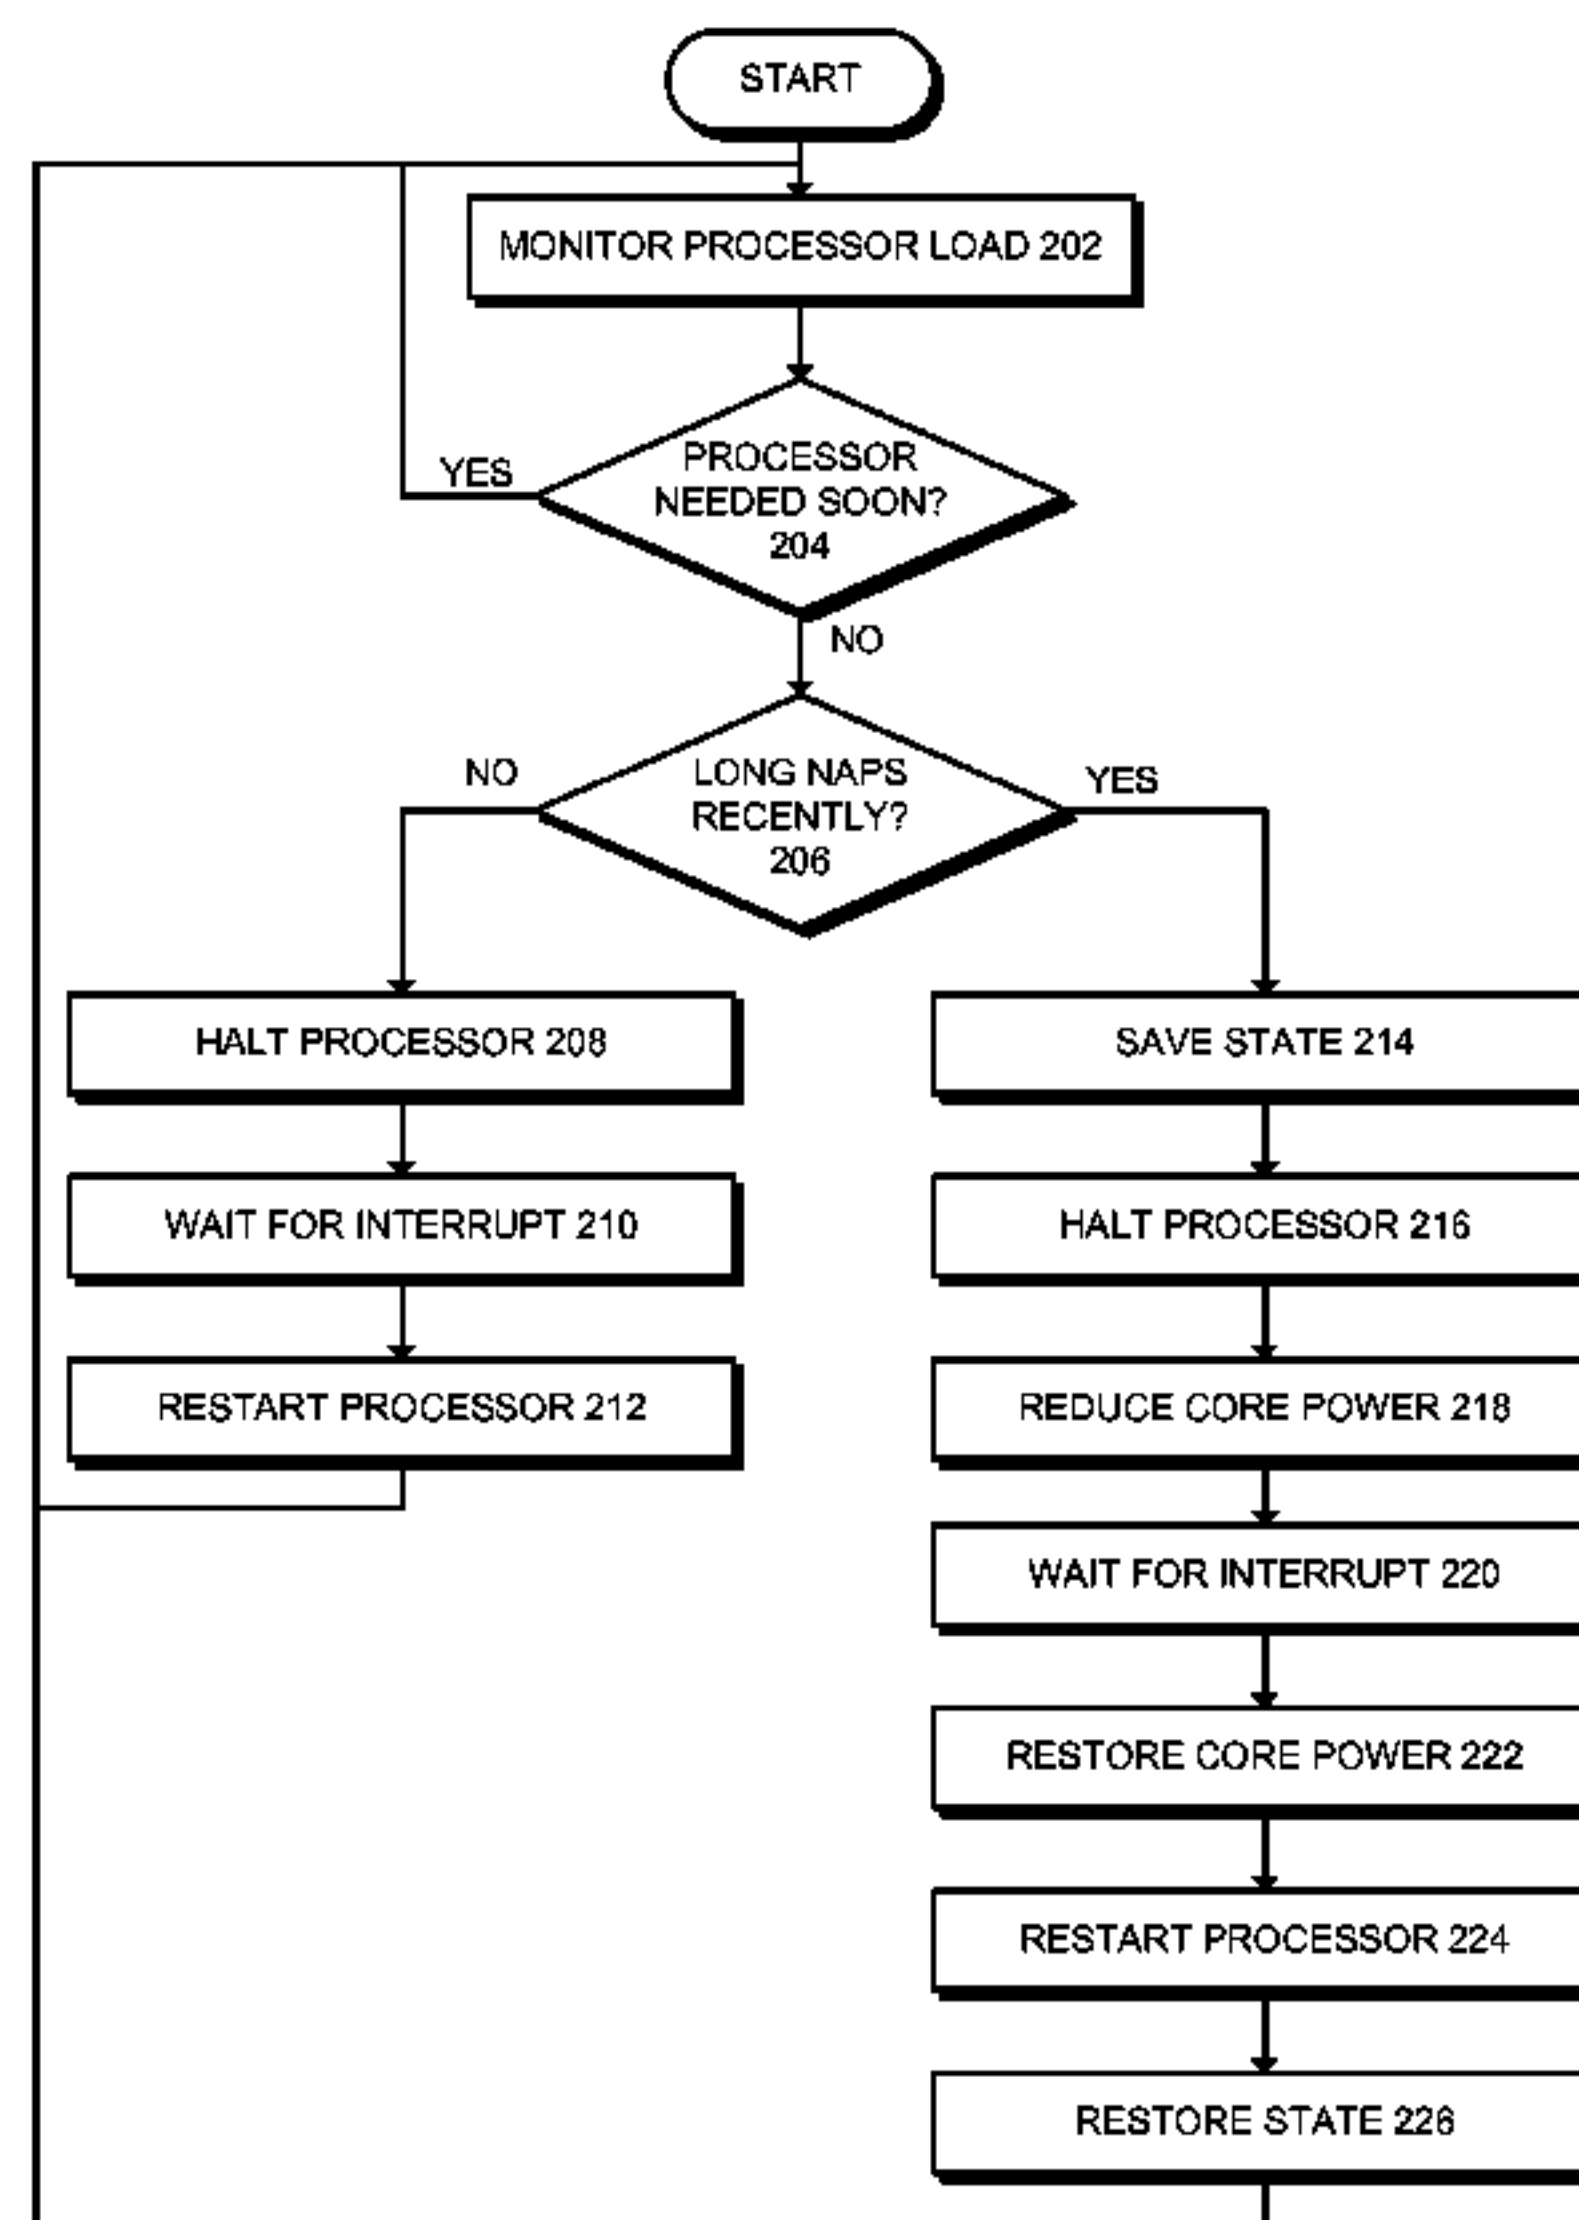 START
MONITOR PROCESSOR LOAD 202
PROCESSOR
NEEDED SOON?
204
YES
NO
LONG NAPS
RECENTLY?
206
NO
YES
HALT PROCESSOR 208
WAIT FOR INTERRUPT 210
RESTART PROCESSOR 212
SAVE STATE 214
HALT PROCESSOR 216
REDUCE CORE POWER 218
WAIT FOR INTERRUPT 220
RESTORE CORE POWER 222
RESTART PROCESSOR 224
RESTORE STATE 226